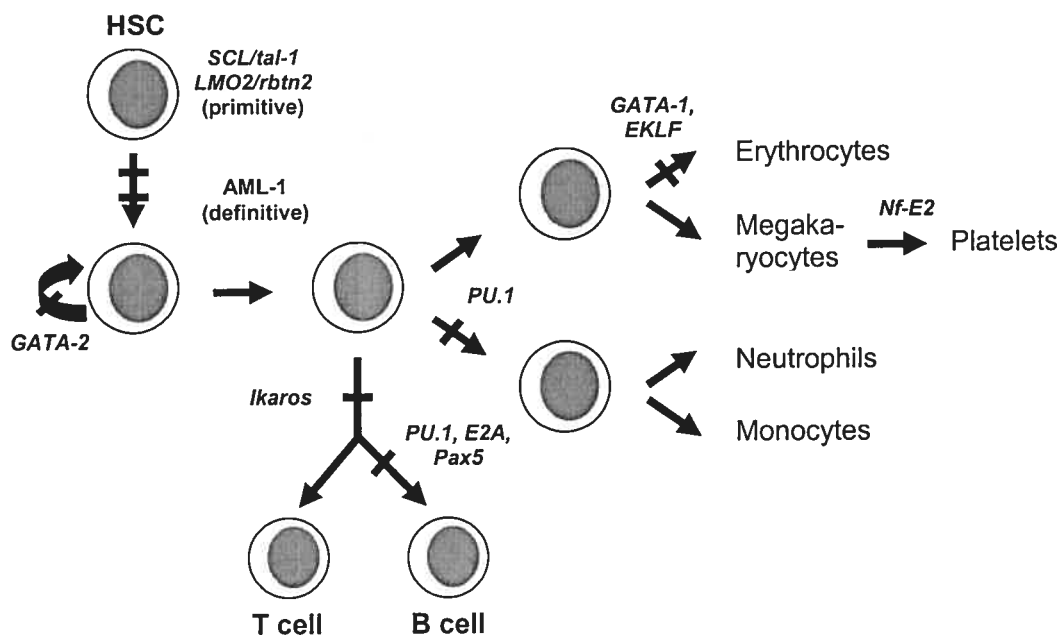 HSC
SCL/tal-1
LMO2/rbtn2
(primitive)
AML-1
(definitive)
GATA-2
GATA-1,
EKLF
Erythrocytes
Megaka-
ryocytes
Nf-E2
Platelets
PU.1
Neutrophils
Monocytes
Ikaros
PU.1, E2A,
Pax5
T cell
B cell